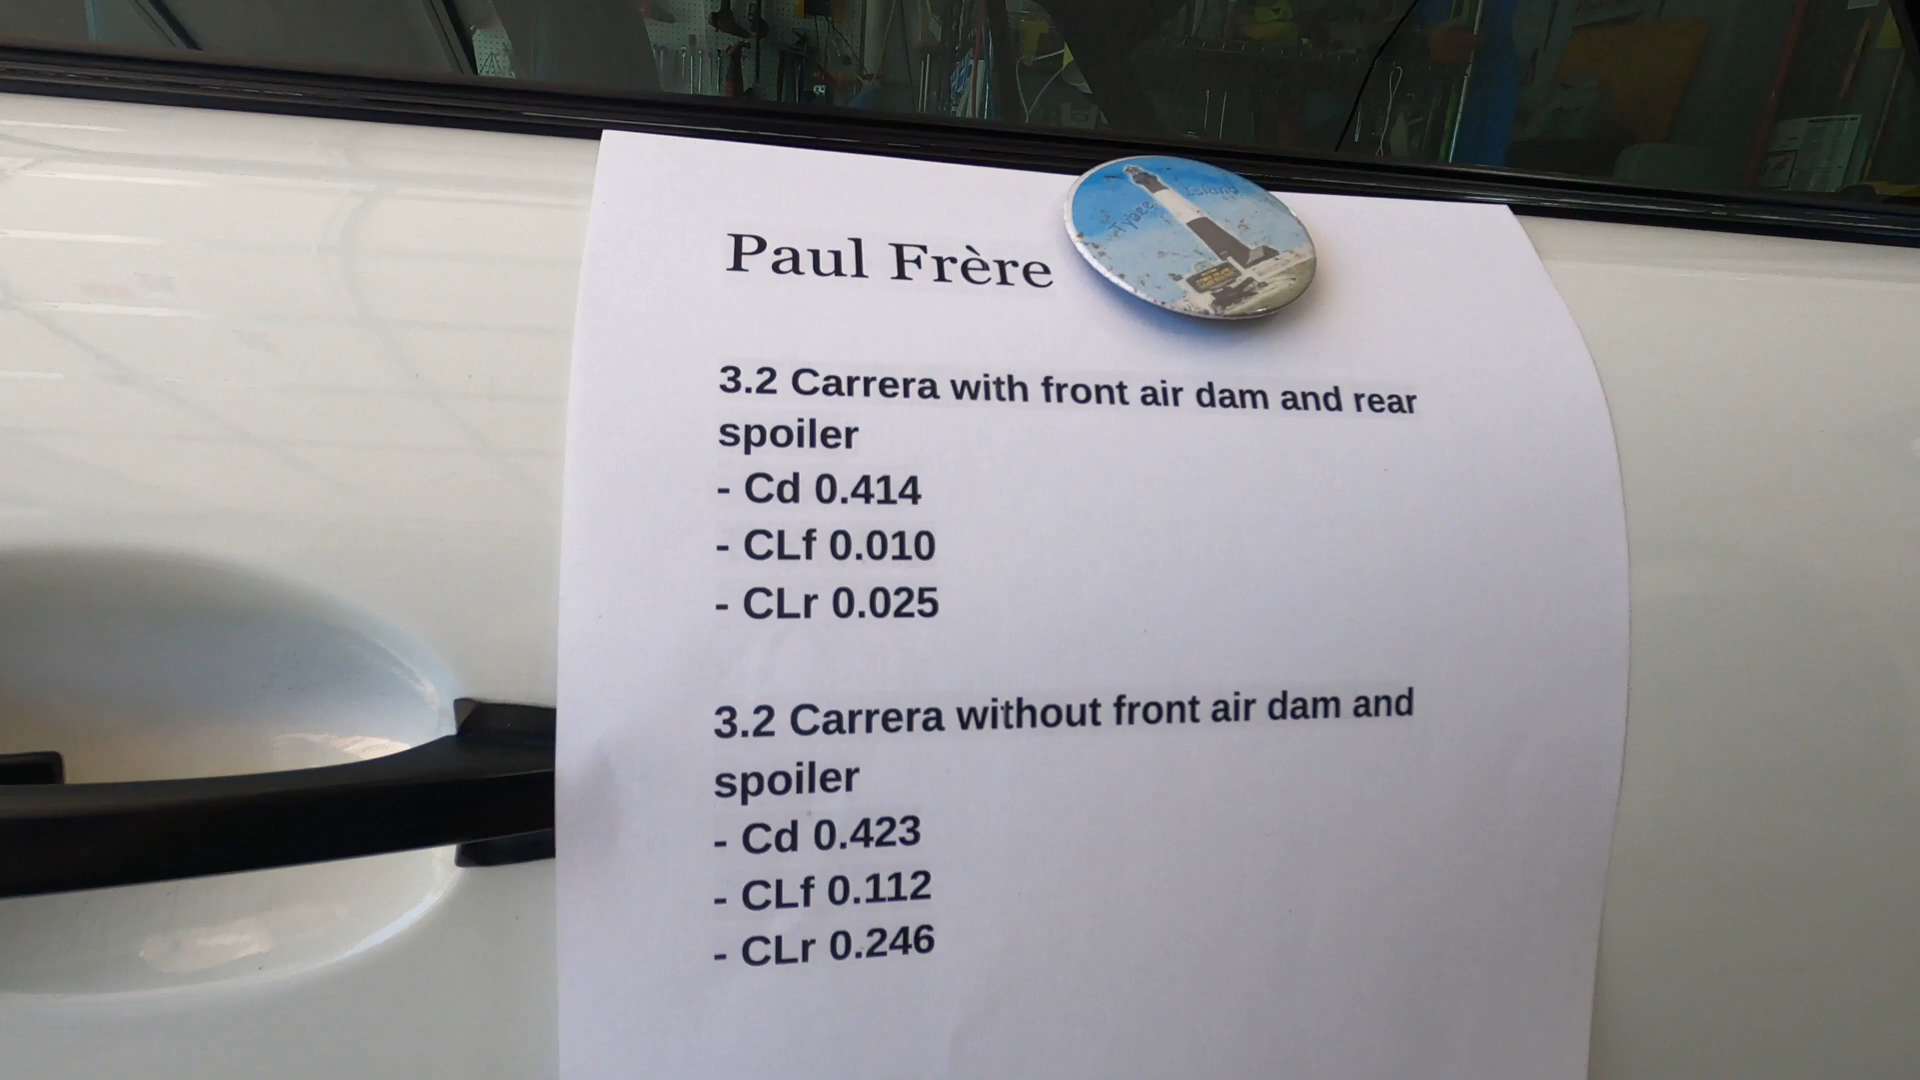 Tybee Island
Paul Frère
3.2 Carrera with front air dam and rear
spoiler
- Cd 0.414
- CLf 0.010
- CLr 0.025
3.2 Carrera without front air dam and
spoiler
- Cd 0.423
- CLf 0.112
- CLr 0.246